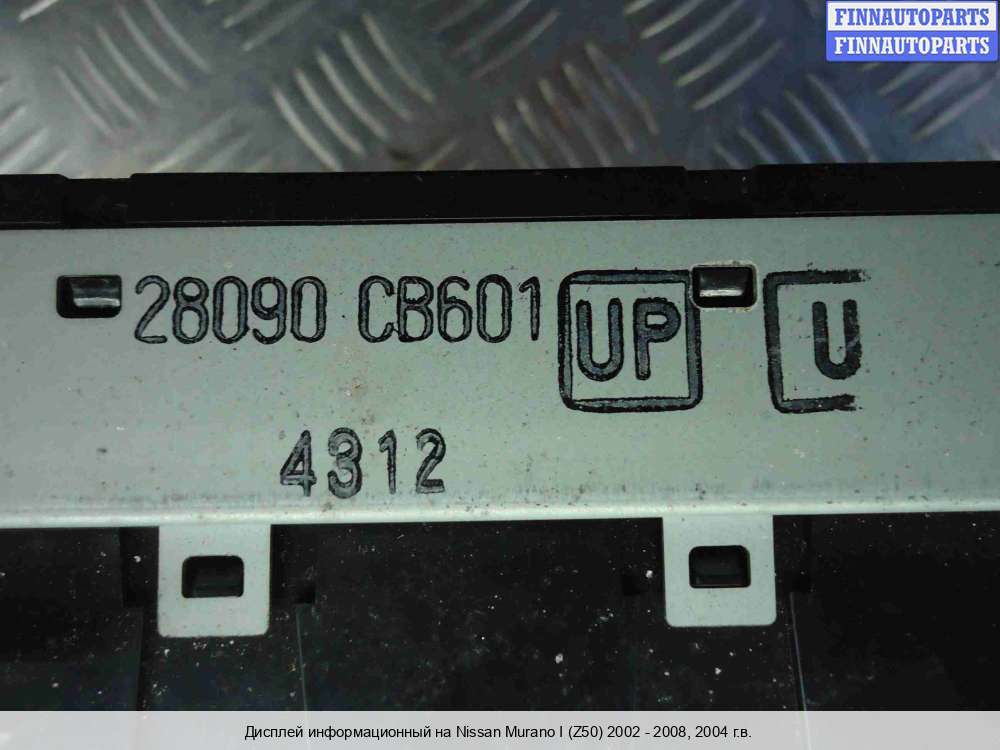 FINNAUTOPARTS
FINNAUTOPARTS
28090 CB601 UP U
4312
Дисплей информационный на Nissan Murano I (Z50) 2002 - 2008, 2004 г.в.